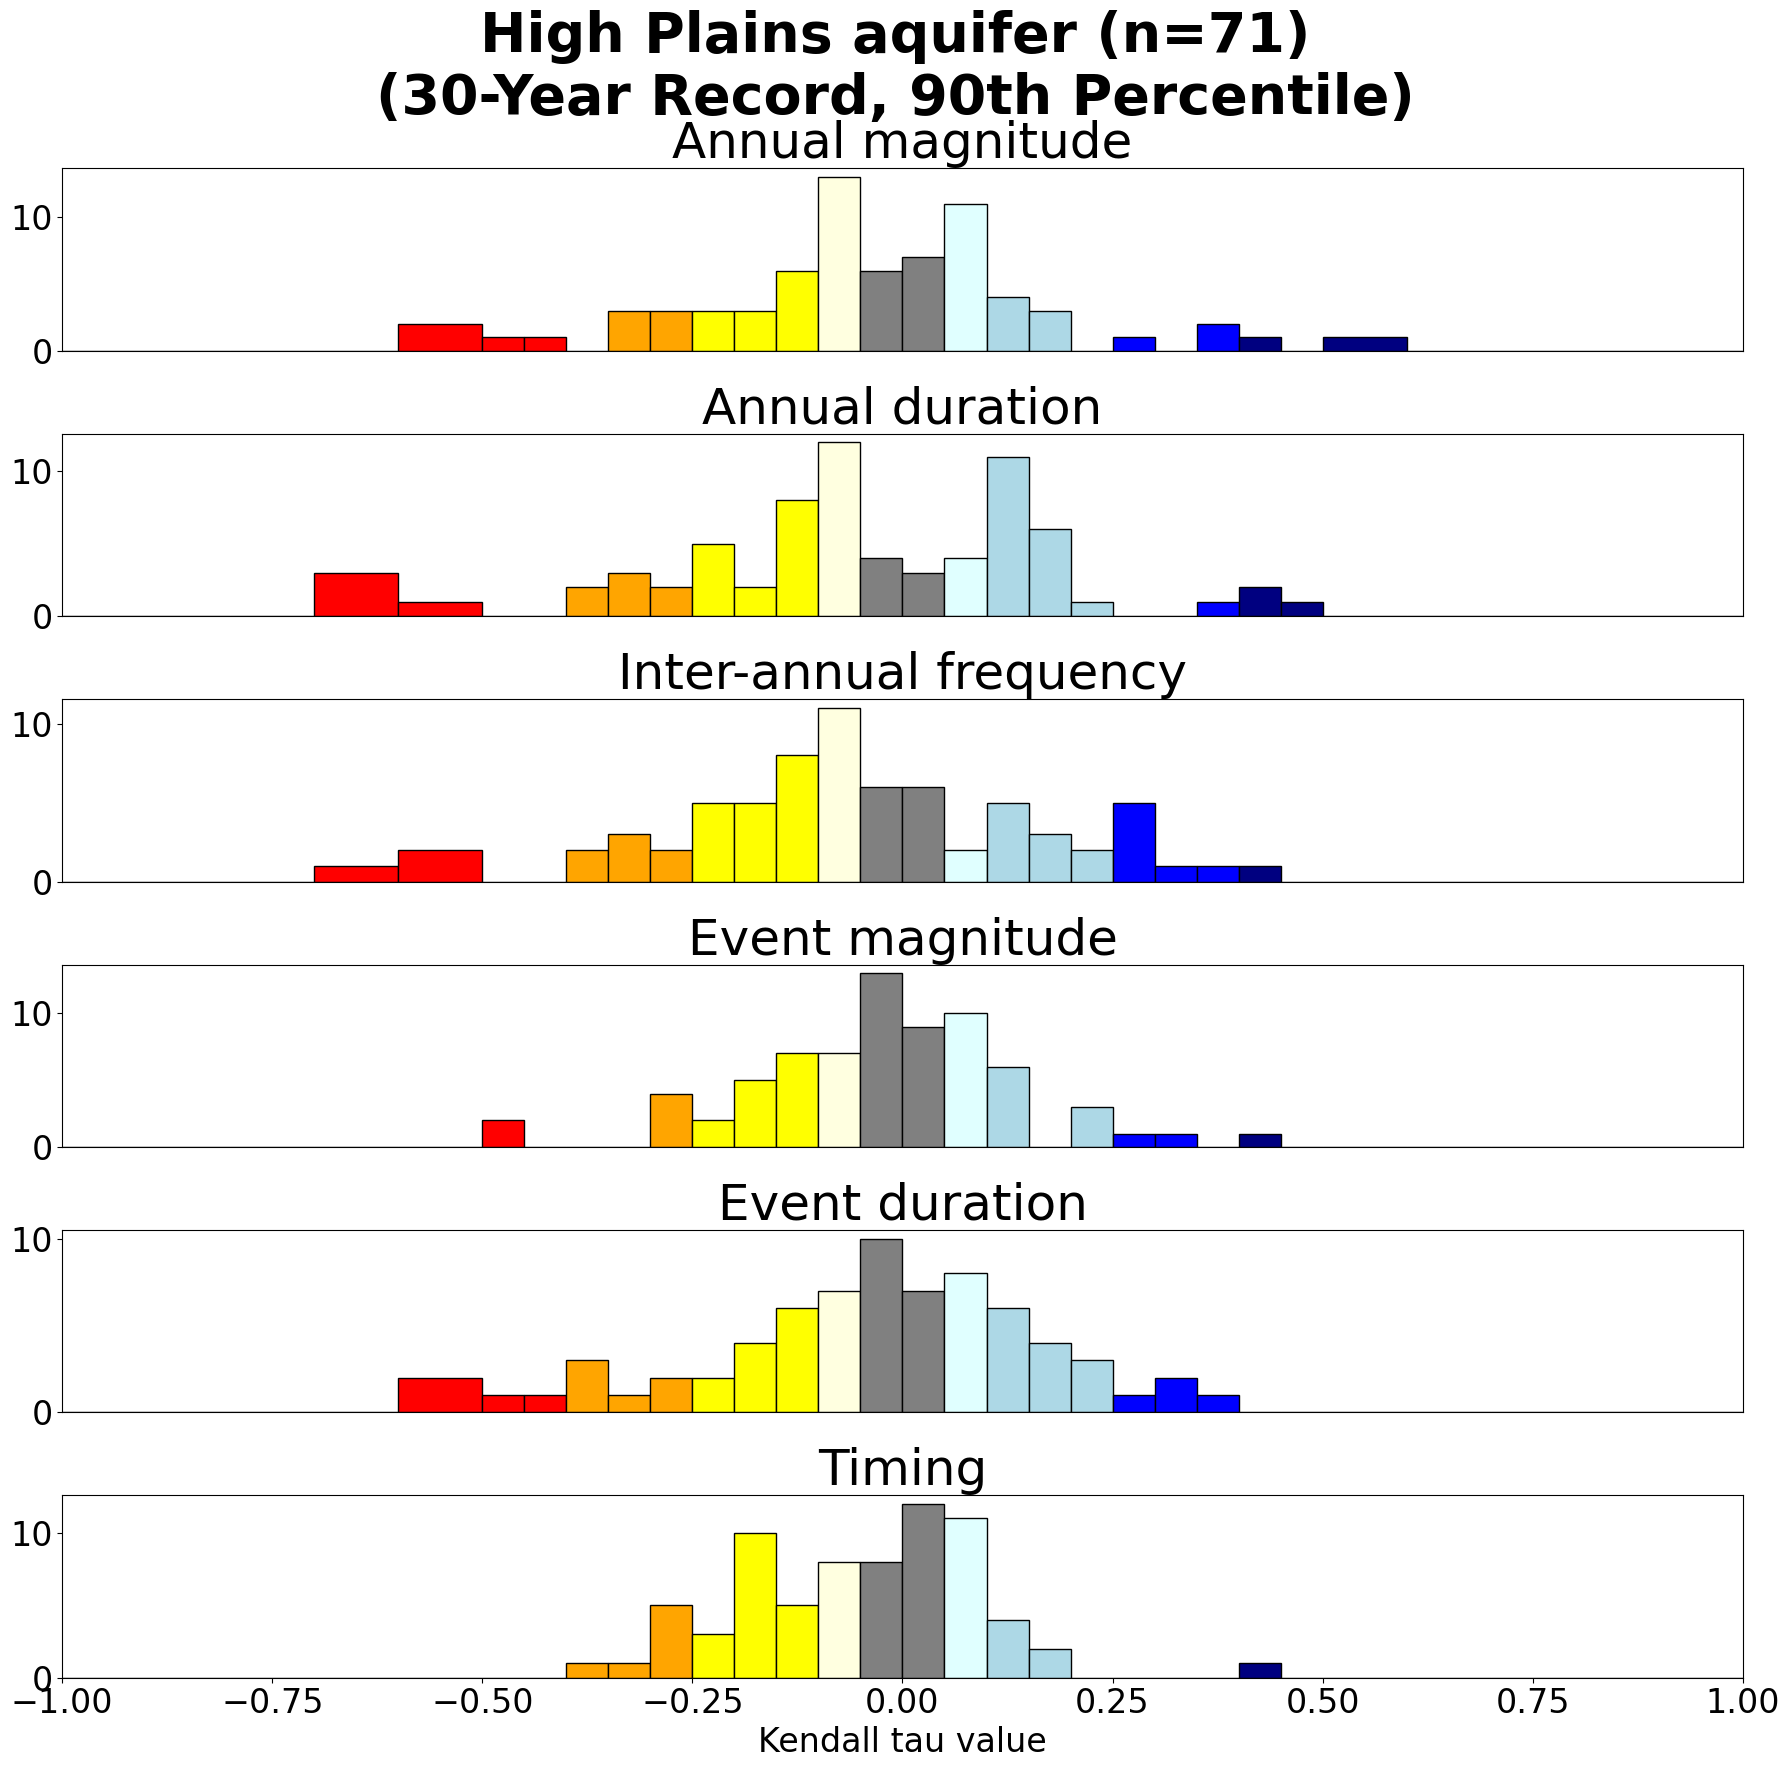 High Plains aquifer (n=71)
(30-Year Record, 90th Percentile)
Annual magnitude
10
0
Annual duration
10
0
Inter-annual frequency
10
0
Event magnitude
10
0
Event duration
10
0
Timing
10
0
−1.00 −0.75 −0.50 −0.25 0.00 0.25 0.50 0.75 1.00
Kendall tau value